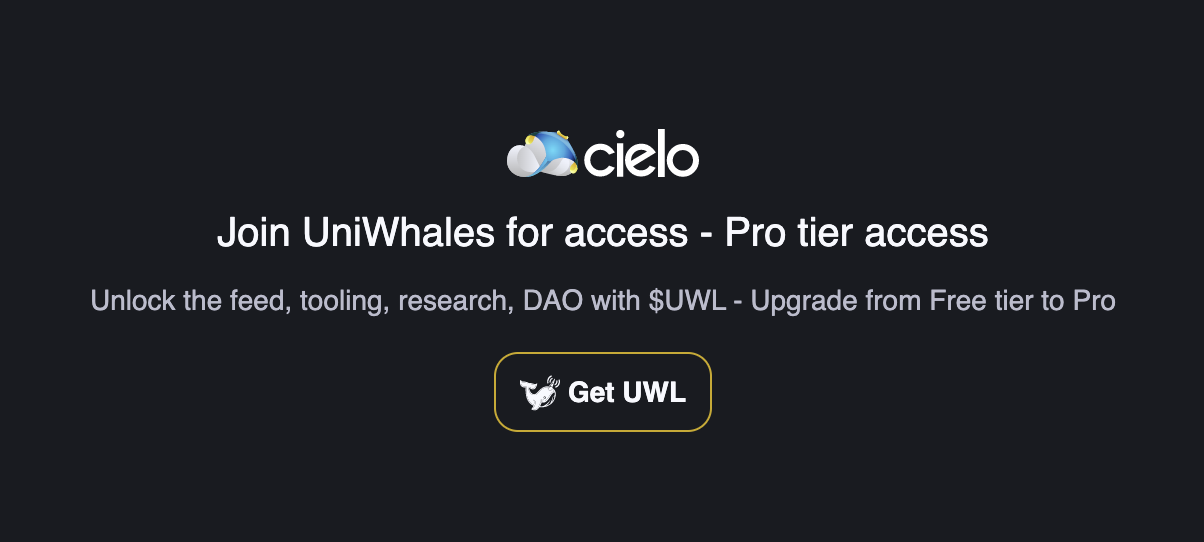 cielo
Join UniWhales for access - Pro tier access
Unlock the feed, tooling, research, DAO with $UWL - Upgrade from Free tier to Pro
Get UWL